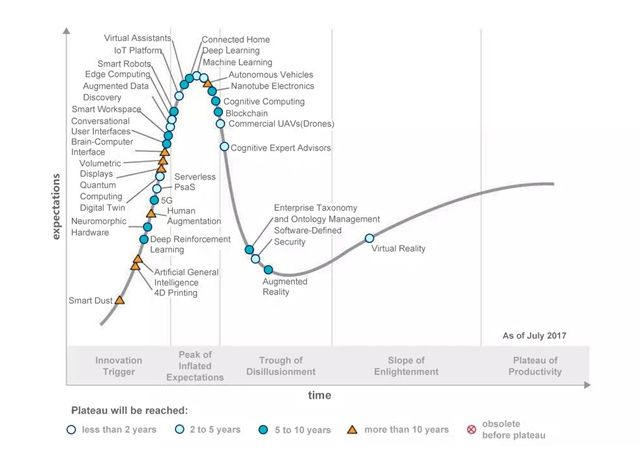 Virtual Assistants
IoT Platform
Smart Robots
Edge Computing
Augmented Data
Discovery
Smart Workspace
Conversational
User Interfaces
Brain-Computer
Interface
Volumetric
Displays
Quantum
Computing
Digital Twin
Neuromorphic
Hardware
Smart Dust
Connected Home
Deep Learning
Machine Learning
Autonomous Vehicles
Nanotube Electronics
Cognitive Computing
Blockchain
Commercial UAVs(Drones)
Cognitive Expert Advisors
Serverless
PsaS
5G
Human
Augmentation
Deep Reinforcement
Learning
Artificial General
Intelligence
4D Printing
Enterprise Taxonomy
and Ontology Management
Software-Defined
Security
Augmented
Reality
Virtual Reality
expectations
As of July 2017
Innovation
Trigger
Peak of
Inflated
Expectations
Trough of
Disillusionment
Slope of
Enlightenment
Plateau of
Productivity
time
Plateau will be reached:
less than 2 years
2 to 5 years
5 to 10 years
more than 10 years
obsolete
before plateau